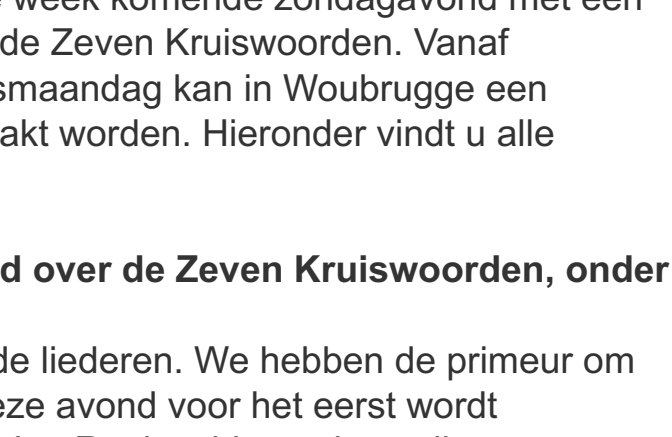 week komende zondagavond met een
de Zeven Kruiswoorden. Vanaf
smaandag kan in Woubrugge een
akt worden. Hieronder vindt u alle
d over de Zeven Kruiswoorden, onder
de liederen. We hebben de primeur om
eze avond voor het eerst wordt